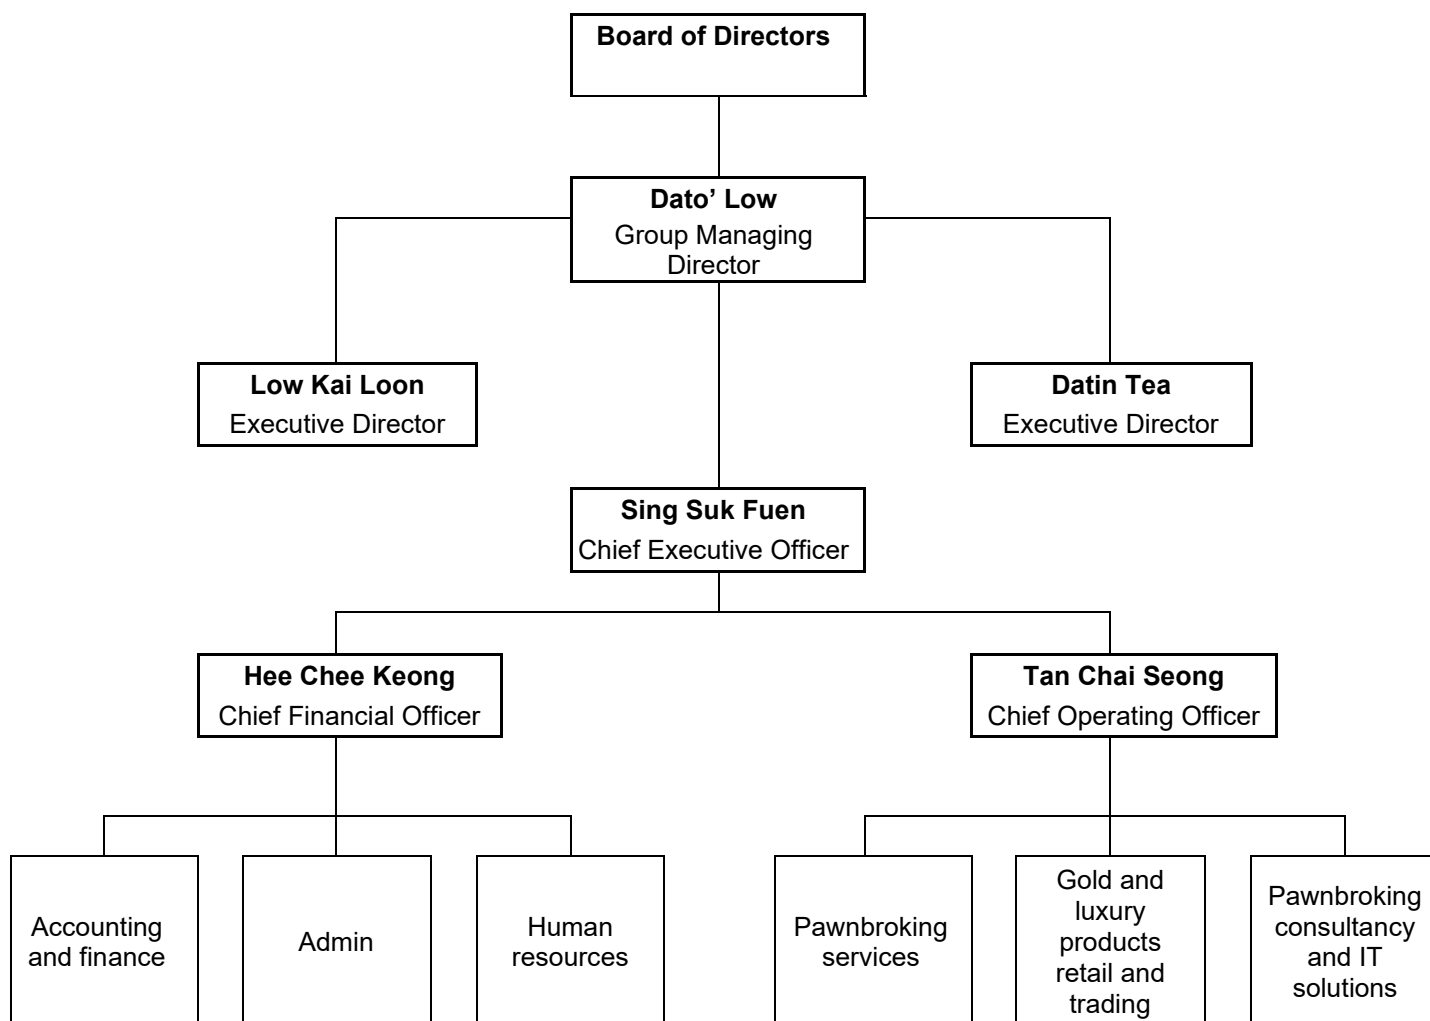 Board of Directors
Dato’ Low
Group Managing
Director
Low Kai Loon
Executive Director
Datin Tea
Executive Director
Sing Suk Fuen
Chief Executive Officer
Hee Chee Keong
Chief Financial Officer
Tan Chai Seong
Chief Operating Officer
Accounting
and finance
Admin
Human
resources
Pawnbroking
services
Gold and
luxury
products
retail and
trading
Pawnbroking
consultancy
and IT
solutions